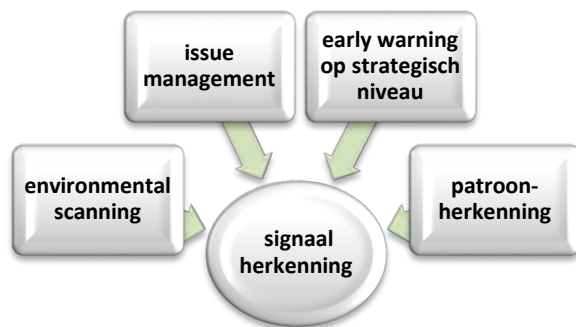 issue
management
early warning
op strategisch
niveau
environmental
scanning
patroon-
herkenning
signaal
herkenning